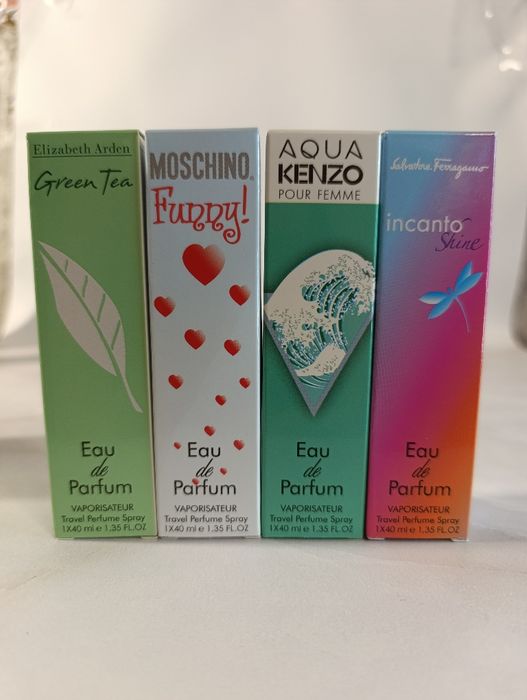 Elizabeth Arden
Green Tea
Eau
de
Parfum
VAPORISATEUR
Travel Perfume Spray
1X40 ml e 1,35 FL.OZ
MOSCHINO.
Funny!
Eau
de
Parfum
VAPORISATEUR
Travel Perfume Spray
1X40 ml e 1,35 FL.OZ
AQUA
KENZO
POUR FEMME
Eau
de
Parfum
VAPORISATEUR
Travel Perfume Spray
1X40 ml e 1,35 FL.OZ
Salvatore Ferragamo
incanto
Shine
Eau
de
Parfum
VAPORISATEUR
Travel Perfume Spray
1X40 ml e 1,35 FL.OZ